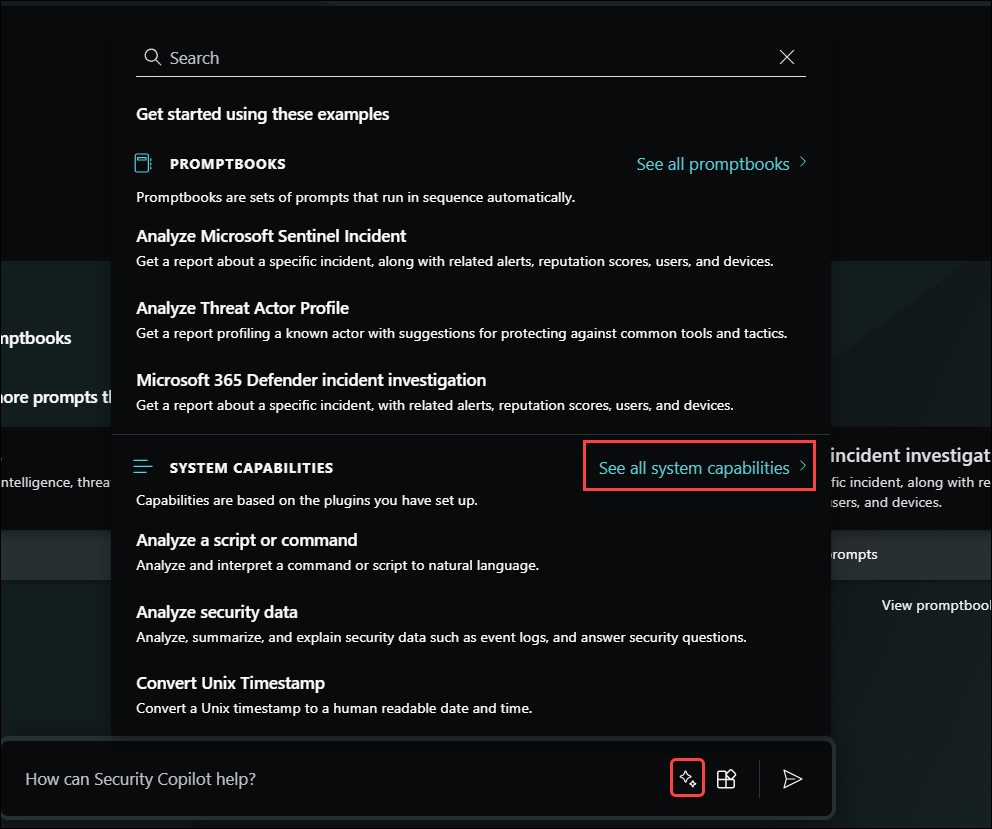 Search
Get started using these examples
PROMPTBOOKS
See all promptbooks
Promptbooks are sets of prompts that run in sequence automatically.
Analyze Microsoft Sentinel Incident
Get a report about a specific incident, along with related alerts, reputation scores, users, and devices.
Analyze Threat Actor Profile
Get a report profiling a known actor with suggestions for protecting against common tools and tactics.
Microsoft 365 Defender incident investigation
Get a report about a specific incident, with related alerts, reputation scores, users, and devices.
SYSTEM CAPABILITIES
See all system capabilities
Capabilities are based on the plugins you have set up.
Analyze a script or command
Analyze and interpret a command or script to natural language.
Analyze security data
Analyze, summarize, and explain security data such as event logs, and answer security questions.
Convert Unix Timestamp
Convert a Unix timestamp to a human readable date and time.
mptbooks
ore prompts th
ntelligence, threa
incident investigat
fic incident, along with re
sers, and devices.
rompts
View promptbool
How can Security Copilot help?